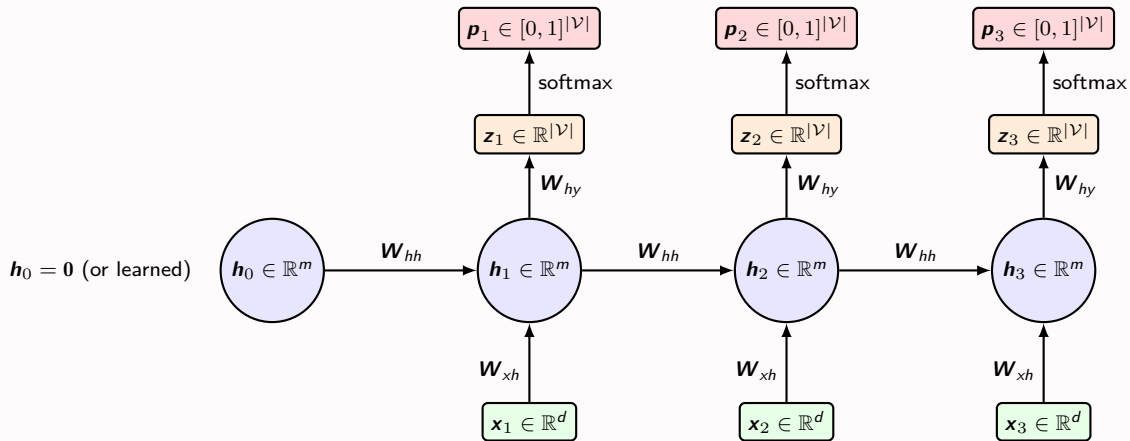 𝒑₁ ∈ [0, 1]^|𝒱| 𝒑₂ ∈ [0, 1]^|𝒱| 𝒑₃ ∈ [0, 1]^|𝒱|
softmax softmax softmax
𝒛₁ ∈ ℝ^|𝒱| 𝒛₂ ∈ ℝ^|𝒱| 𝒛₃ ∈ ℝ^|𝒱|
𝑾_hy 𝑾_hy 𝑾_hy
𝑾_hh 𝑾_hh 𝑾_hh
𝒉₀ = 𝟎 (or learned) 𝒉₀ ∈ ℝ^m 𝒉₁ ∈ ℝ^m 𝒉₂ ∈ ℝ^m 𝒉₃ ∈ ℝ^m
𝑾_xh 𝑾_xh 𝑾_xh
𝒙₁ ∈ ℝ^d 𝒙₂ ∈ ℝ^d 𝒙₃ ∈ ℝ^d